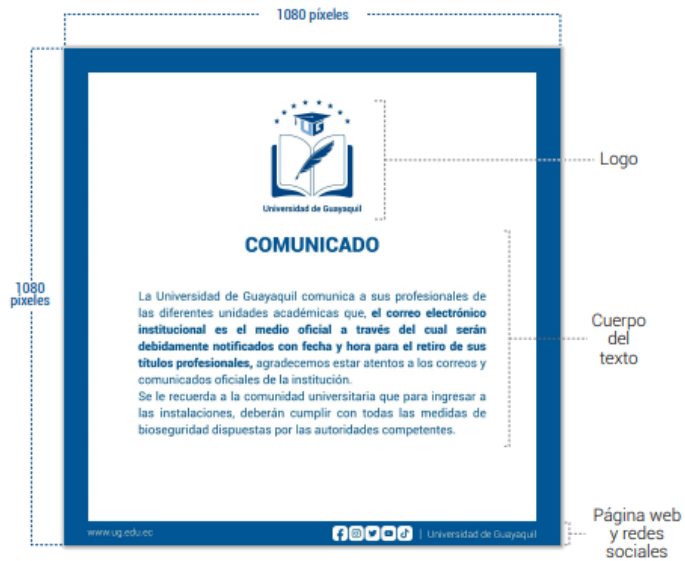 1080 píxeles
UG
Universidad de Guayaquil
Logo
COMUNICADO
1080
píxeles
La Universidad de Guayaquil comunica a sus profesionales de
las diferentes unidades académicas que, el correo electrónico
institucional es el medio oficial a través del cual serán
debidamente notificados con fecha y hora para el retiro de sus
títulos profesionales, agradecemos estar atentos a los correos y
comunicados oficiales de la institución.
Se le recuerda a la comunidad universitaria que para ingresar a
las instalaciones, deberán cumplir con todas las medidas de
bioseguridad dispuestas por las autoridades competentes.
Cuerpo
del
texto
www.ug.edu.ec
| Universidad de Guayaquil
Página web
y redes
sociales